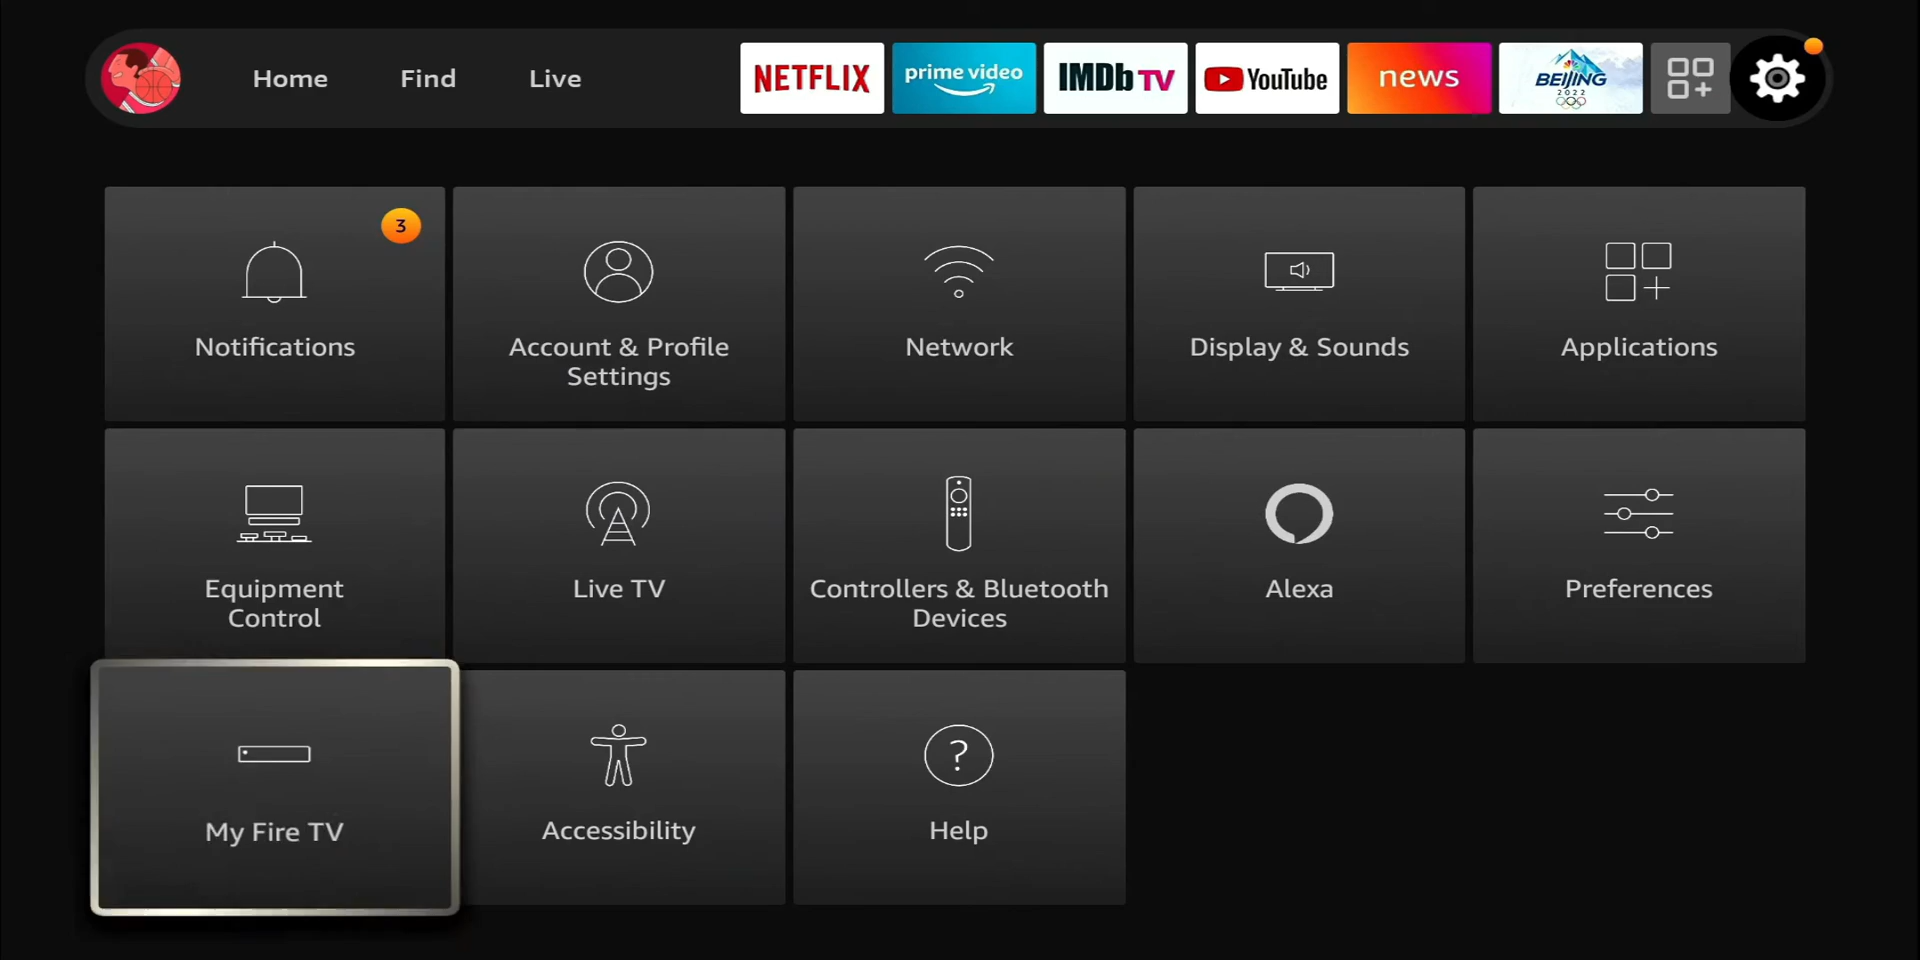 Home
Find
Live
NETFLIX
prime video
IMDb TV
YouTube
news
BEIJING
2022
3
Notifications
Account & Profile
Settings
Network
Display & Sounds
Applications
Equipment
Control
Live TV
Controllers & Bluetooth
Devices
Alexa
Preferences
My Fire TV
Accessibility
?
Help